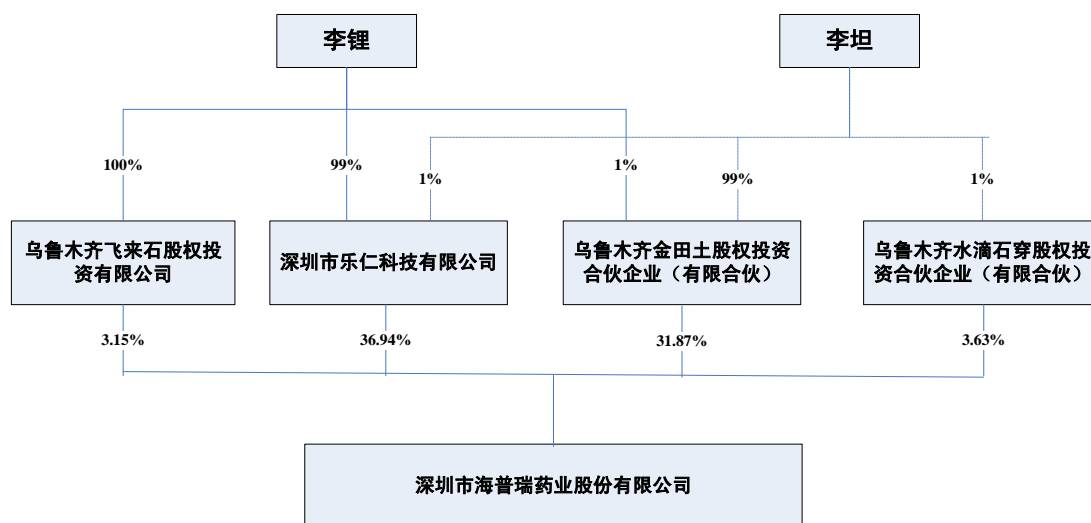 李锂
李坦
100%
99%
1%
1%
99%
1%
乌鲁木齐飞来石股权投
资有限公司
深圳市乐仁科技有限公司
乌鲁木齐金田土股权投资
合伙企业（有限合伙）
乌鲁木齐水滴石穿股权投
资合伙企业（有限合伙）
3.15%
36.94%
31.87%
3.63%
深圳市海普瑞药业股份有限公司